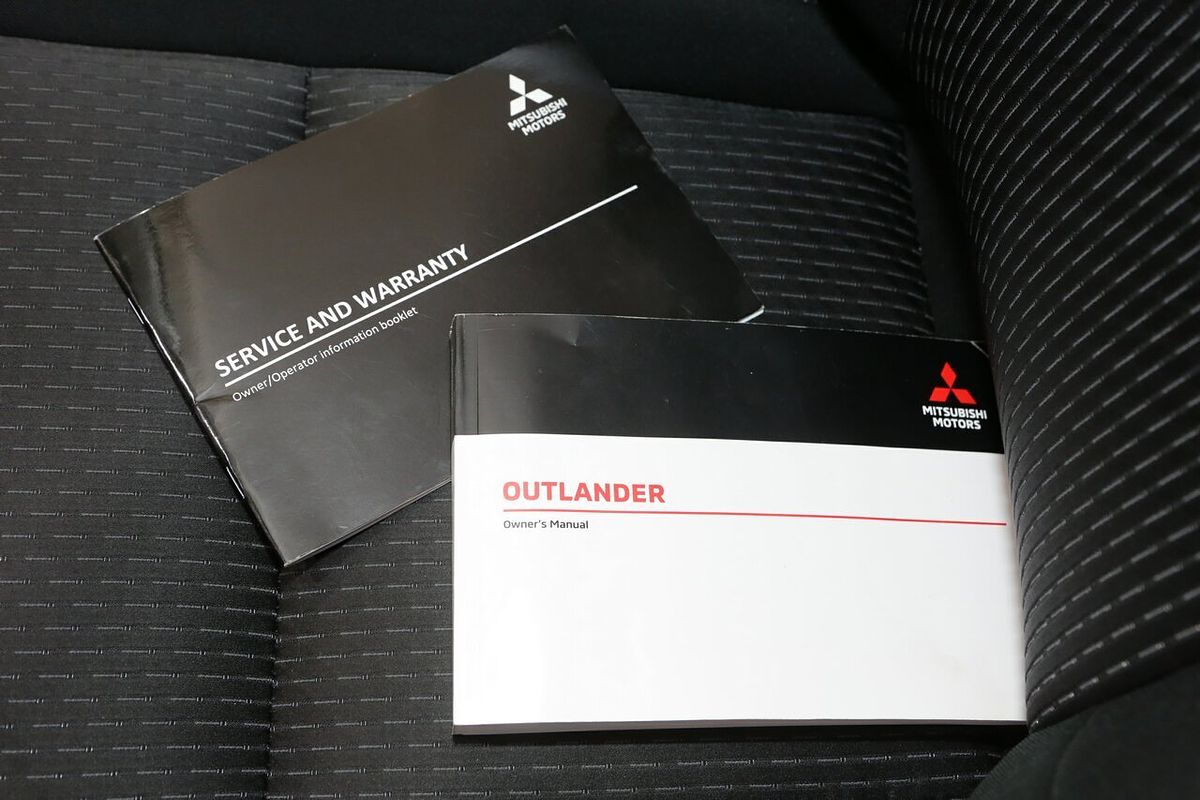 MITSUBISHI
MOTORS
SERVICE AND WARRANTY
Owner/Operator information booklet
MITSUBISHI
MOTORS
OUTLANDER
Owner's Manual